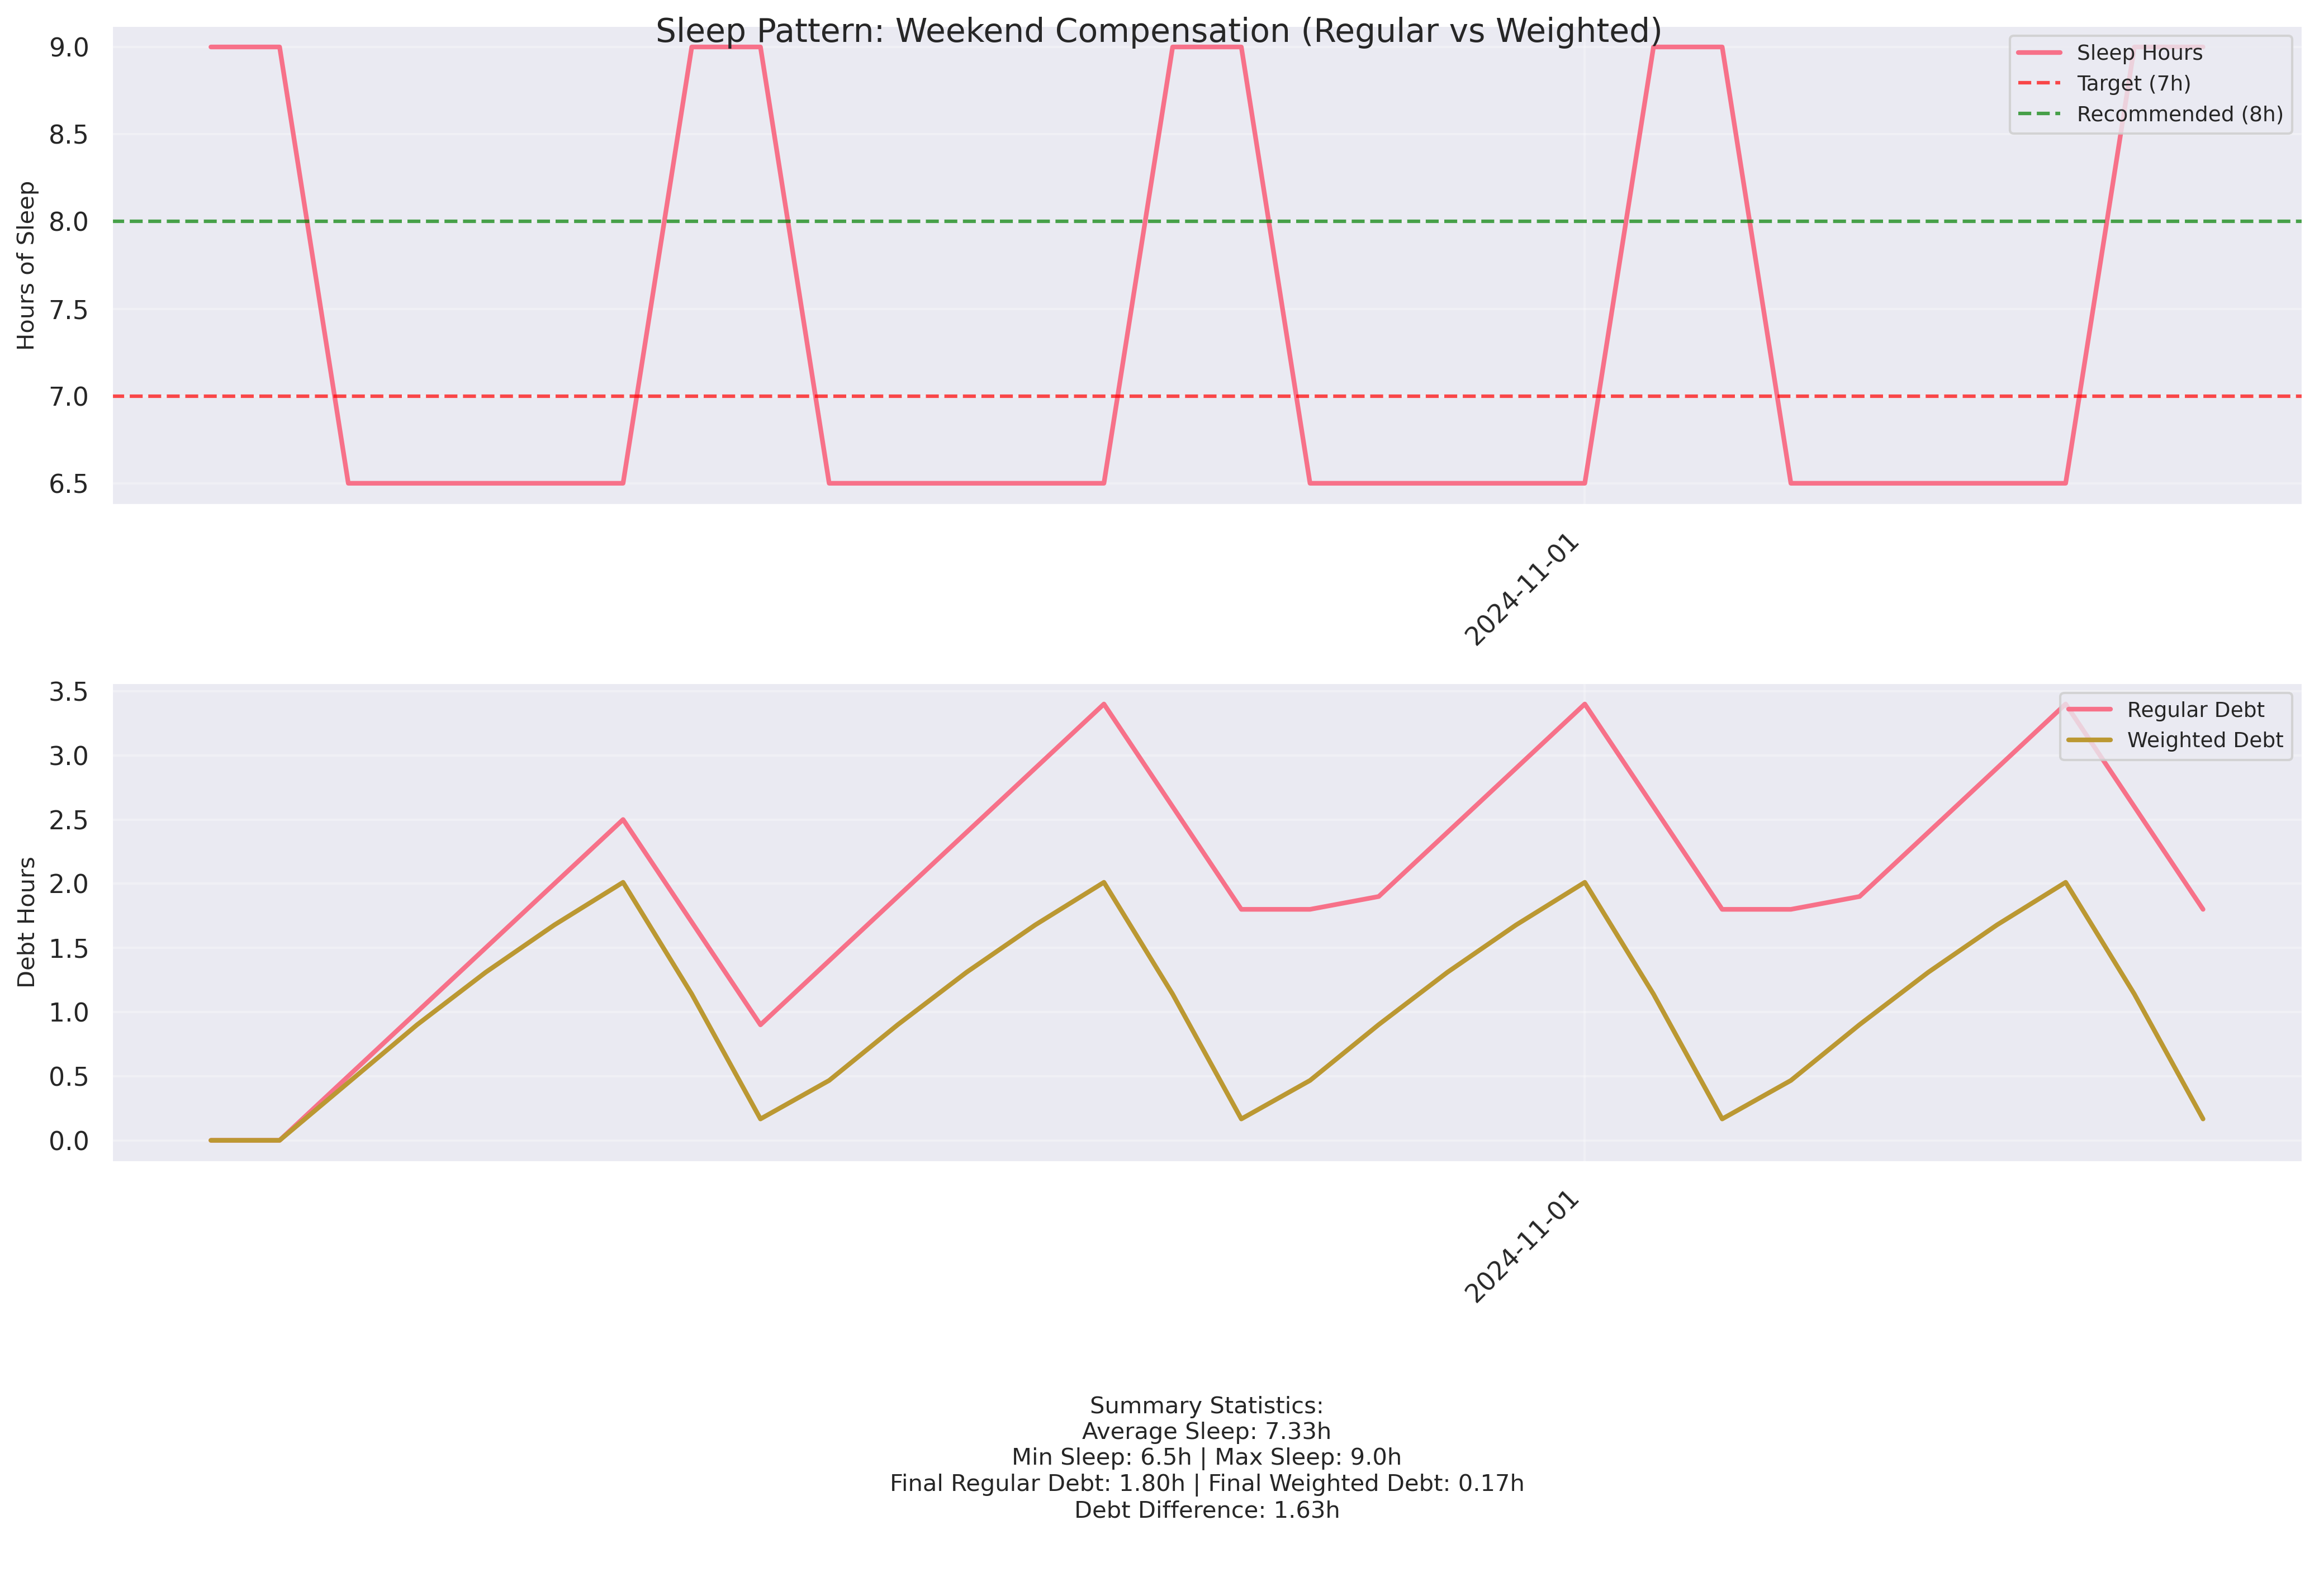 Sleep Pattern: Weekend Compensation (Regular vs Weighted)
9.0
8.5
8.0
7.5
7.0
6.5
Hours of Sleep
Sleep Hours
Target (7h)
Recommended (8h)
2024-11-01
3.5
3.0
2.5
2.0
1.5
1.0
0.5
0.0
Debt Hours
Regular Debt
Weighted Debt
2024-11-01
Summary Statistics:
Average Sleep: 7.33h
Min Sleep: 6.5h | Max Sleep: 9.0h
Final Regular Debt: 1.80h | Final Weighted Debt: 0.17h
Debt Difference: 1.63h